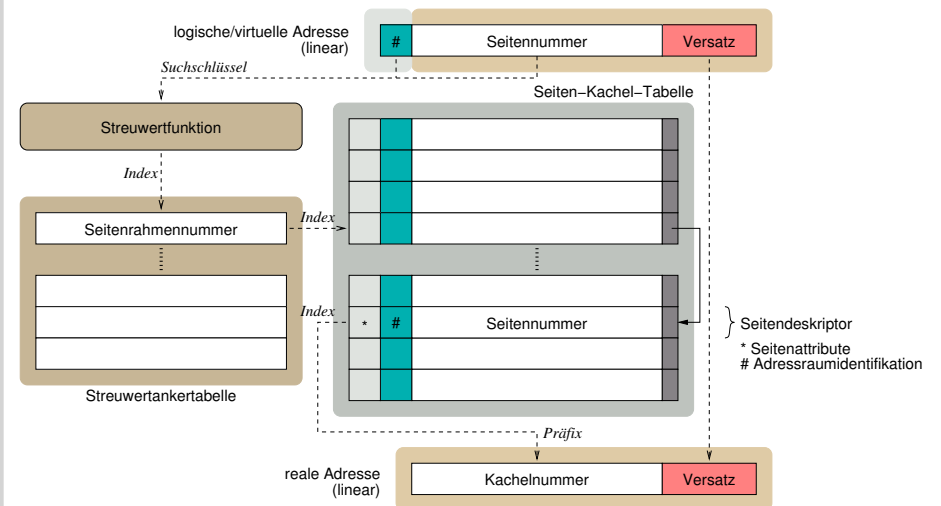 logische/virtuelle Adresse
(linear)
#
Seitennummer
Versatz
Suchschlüssel
Seiten−Kachel−Tabelle
Streuwertfunktion
Index
Seitenrahmennummer
Index
Index
*
#
Seitennummer
Seitendeskriptor
* Seitenattribute
# Adressraumidentifikation
Streuwertankertabelle
Präfix
reale Adresse
(linear)
Kachelnummer
Versatz